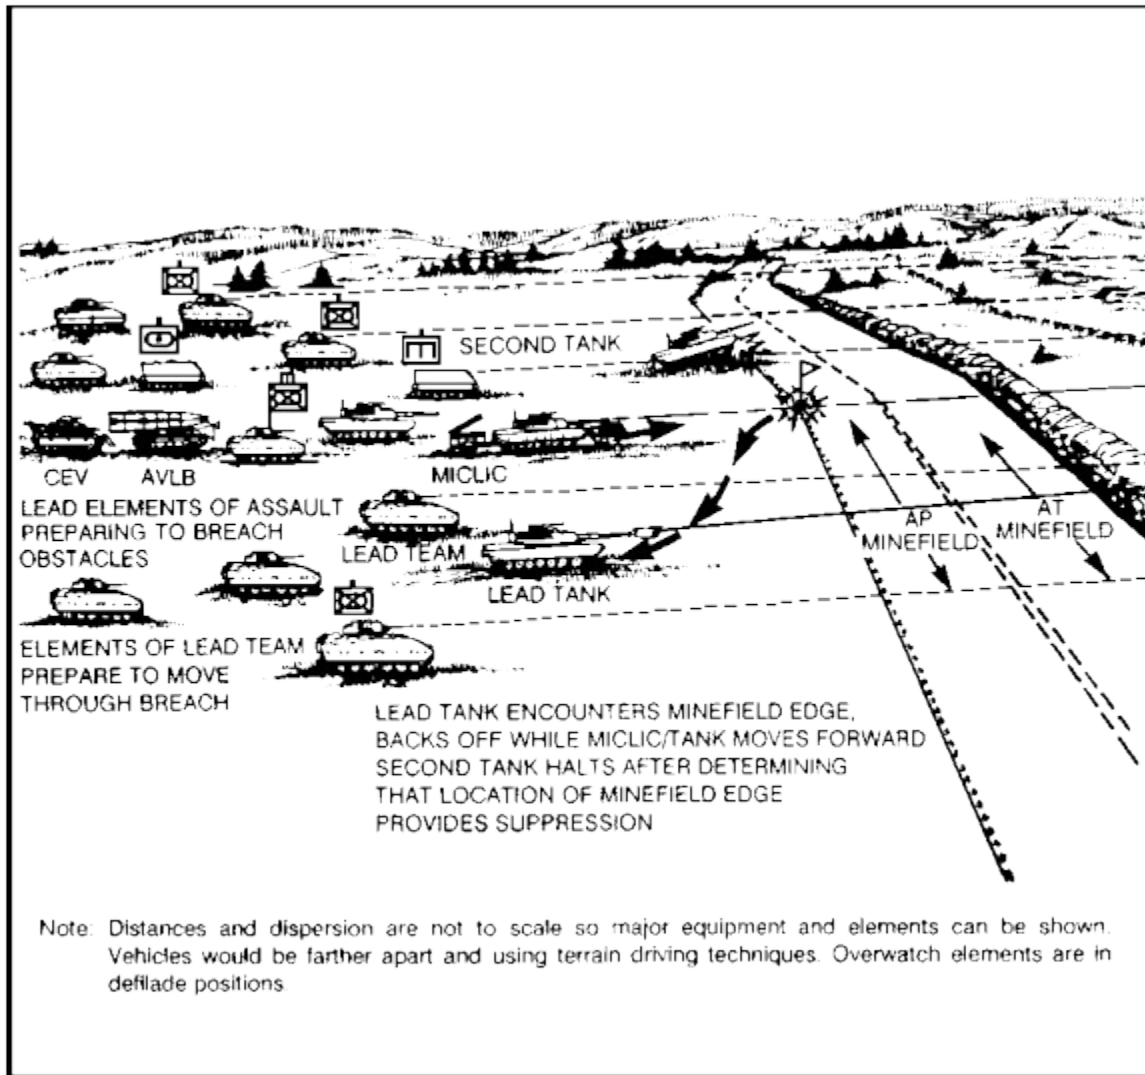 SECOND TANK
CEV
AVLB
MICLIC
LEAD ELEMENTS OF ASSAULT
PREPARING TO BREACH
OBSTACLES
LEAD TEAM
LEAD TANK
AP
MINEFIELD
AT
MINEFIELD
ELEMENTS OF LEAD TEAM
PREPARE TO MOVE
THROUGH BREACH
LEAD TANK ENCOUNTERS MINEFIELD EDGE,
BACKS OFF WHILE MICLIC/TANK MOVES FORWARD
SECOND TANK HALTS AFTER DETERMINING
THAT LOCATION OF MINEFIELD EDGE
PROVIDES SUPPRESSION
Note: Distances and dispersion are not to scale so major equipment and elements can be shown.
Vehicles would be farther apart and using terrain driving techniques. Overwatch elements are in
defilade positions